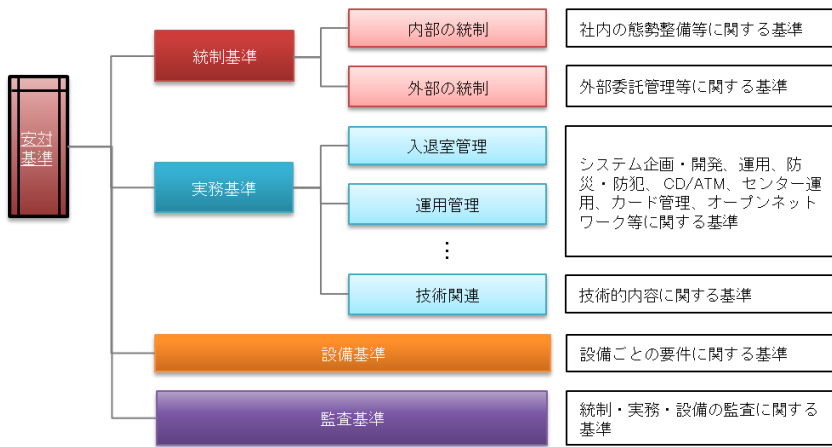 安対
基準
統制基準
内部の統制
社内の態勢整備等に関する基準
外部の統制
外部委託管理等に関する基準
実務基準
入退室管理
運用管理
⋮
技術関連
システム企画・開発、運用、防
災・防犯、CD/ATM、センター運
用、カード管理、オープンネット
ワーク等に関する基準
技術的内容に関する基準
設備基準
設備ごとの要件に関する基準
監査基準
統制・実務・設備の監査に関する
基準